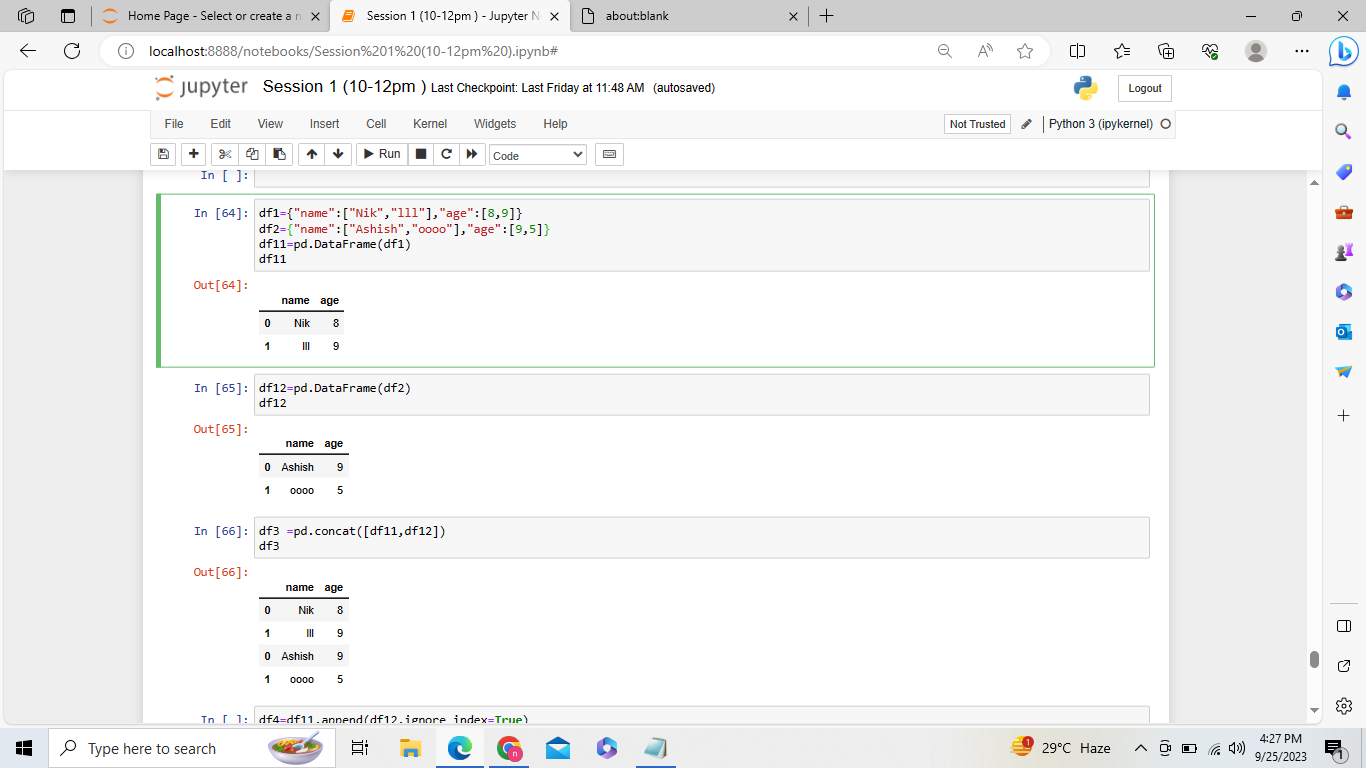 Home Page - Select or create a n
Session 1 (10-12pm ) - Jupyter N
about:blank
localhost:8888/notebooks/Session%201%20(10-12pm%20).ipynb#
jupyter Session 1 (10-12pm ) Last Checkpoint: Last Friday at 11:48 AM (autosaved)
Logout
File Edit View Insert Cell Kernel Widgets Help
Not Trusted
Python 3 (ipykernel)
Run
Code
In [ ]:
In [64]: df1={"name":["Nik","lll"],"age":[8,9]}
df2={"name":["Ashish","oooo"],"age":[9,5]}
df11=pd.DataFrame(df1)
df11
Out[64]:
name age
0 Nik 8
1 lll 9
In [65]: df12=pd.DataFrame(df2)
df12
Out[65]:
name age
0 Ashish 9
1 oooo 5
In [66]: df3 =pd.concat([df11,df12])
df3
Out[66]:
name age
0 Nik 8
1 lll 9
0 Ashish 9
1 oooo 5
In [ ]: df4=df11.append(df12,ignore_index=True)
Type here to search
1
29°C Haze
4:27 PM
9/25/2023
1